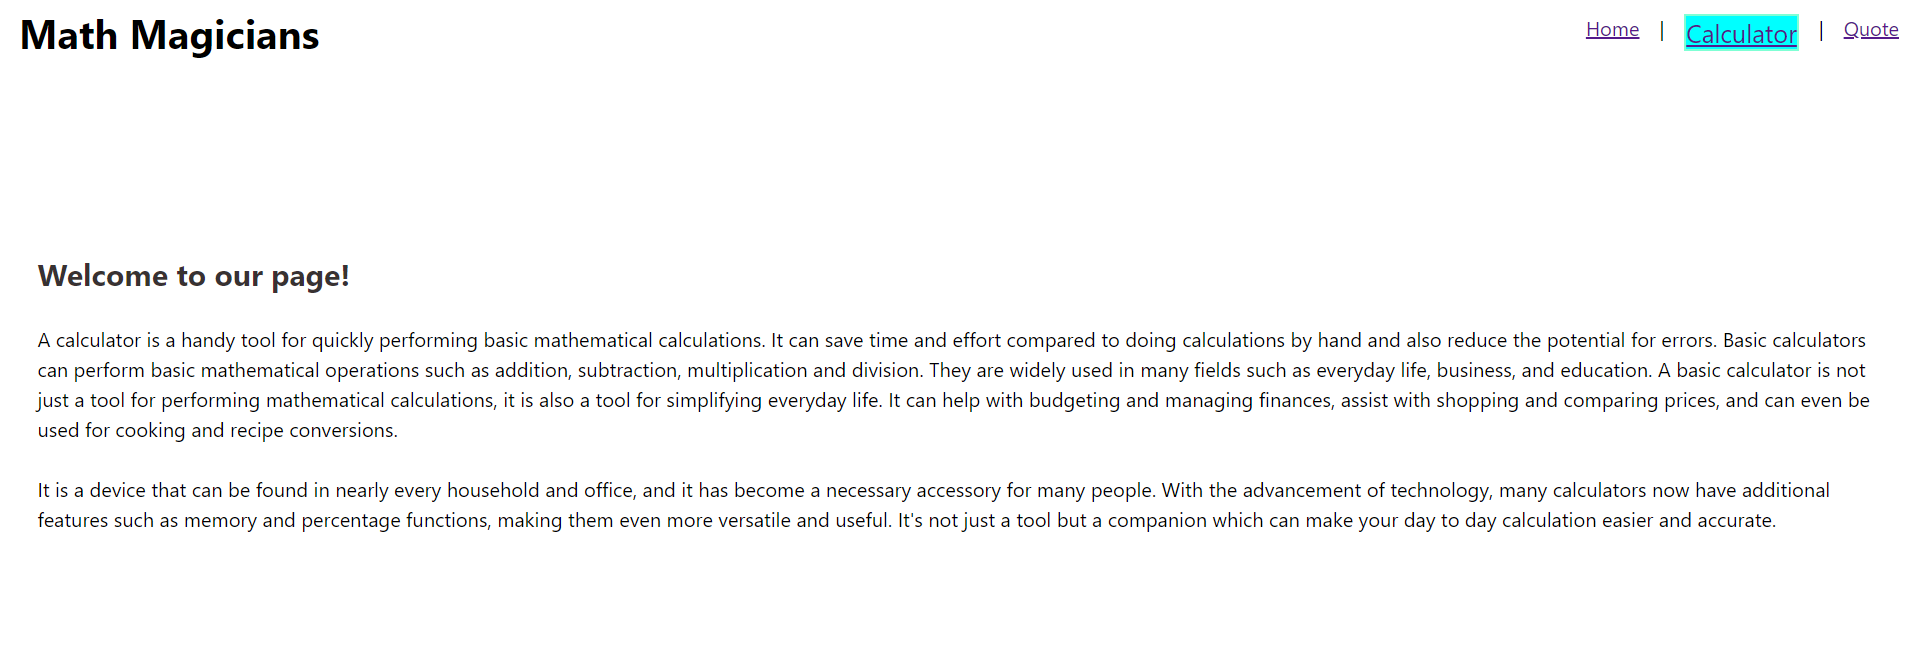 Math Magicians
Home | Calculator | Quote
Welcome to our page!
A calculator is a handy tool for quickly performing basic mathematical calculations. It can save time and effort compared to doing calculations by hand and also reduce the potential for errors. Basic calculators
can perform basic mathematical operations such as addition, subtraction, multiplication and division. They are widely used in many fields such as everyday life, business, and education. A basic calculator is not
just a tool for performing mathematical calculations, it is also a tool for simplifying everyday life. It can help with budgeting and managing finances, assist with shopping and comparing prices, and can even be
used for cooking and recipe conversions.
It is a device that can be found in nearly every household and office, and it has become a necessary accessory for many people. With the advancement of technology, many calculators now have additional
features such as memory and percentage functions, making them even more versatile and useful. It's not just a tool but a companion which can make your day to day calculation easier and accurate.